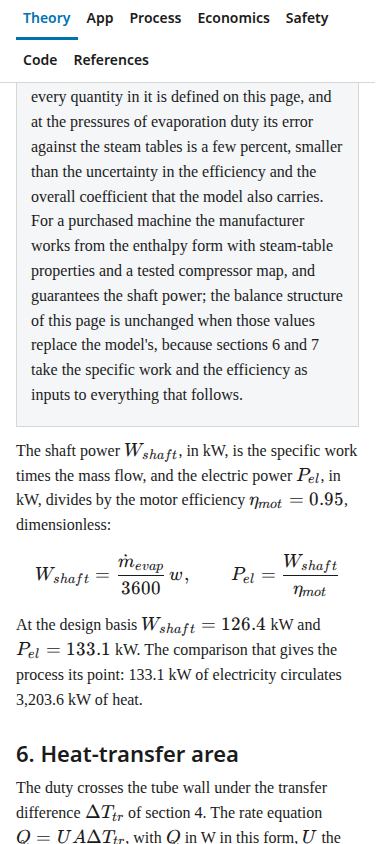 Theory App Process Economics Safety
Code References
every quantity in it is defined on this page, and
at the pressures of evaporation duty its error
against the steam tables is a few percent, smaller
than the uncertainty in the efficiency and the
overall coefficient that the model also carries.
For a purchased machine the manufacturer
works from the enthalpy form with steam-table
properties and a tested compressor map, and
guarantees the shaft power; the balance structure
of this page is unchanged when those values
replace the model's, because sections 6 and 7
take the specific work and the efficiency as
inputs to everything that follows.
The shaft power W_shaft, in kW, is the specific work
times the mass flow, and the electric power P_el, in
kW, divides by the motor efficiency η_mot = 0.95,
dimensionless:
W_shaft = ṁ_evap / 3600 w, P_el = W_shaft / η_mot
At the design basis W_shaft = 126.4 kW and
P_el = 133.1 kW. The comparison that gives the
process its point: 133.1 kW of electricity circulates
3,203.6 kW of heat.
6. Heat-transfer area
The duty crosses the tube wall under the transfer
difference ΔT_tr of section 4. The rate equation
Q̇ = UAΔT_tr, with Q̇ in W in this form, U the